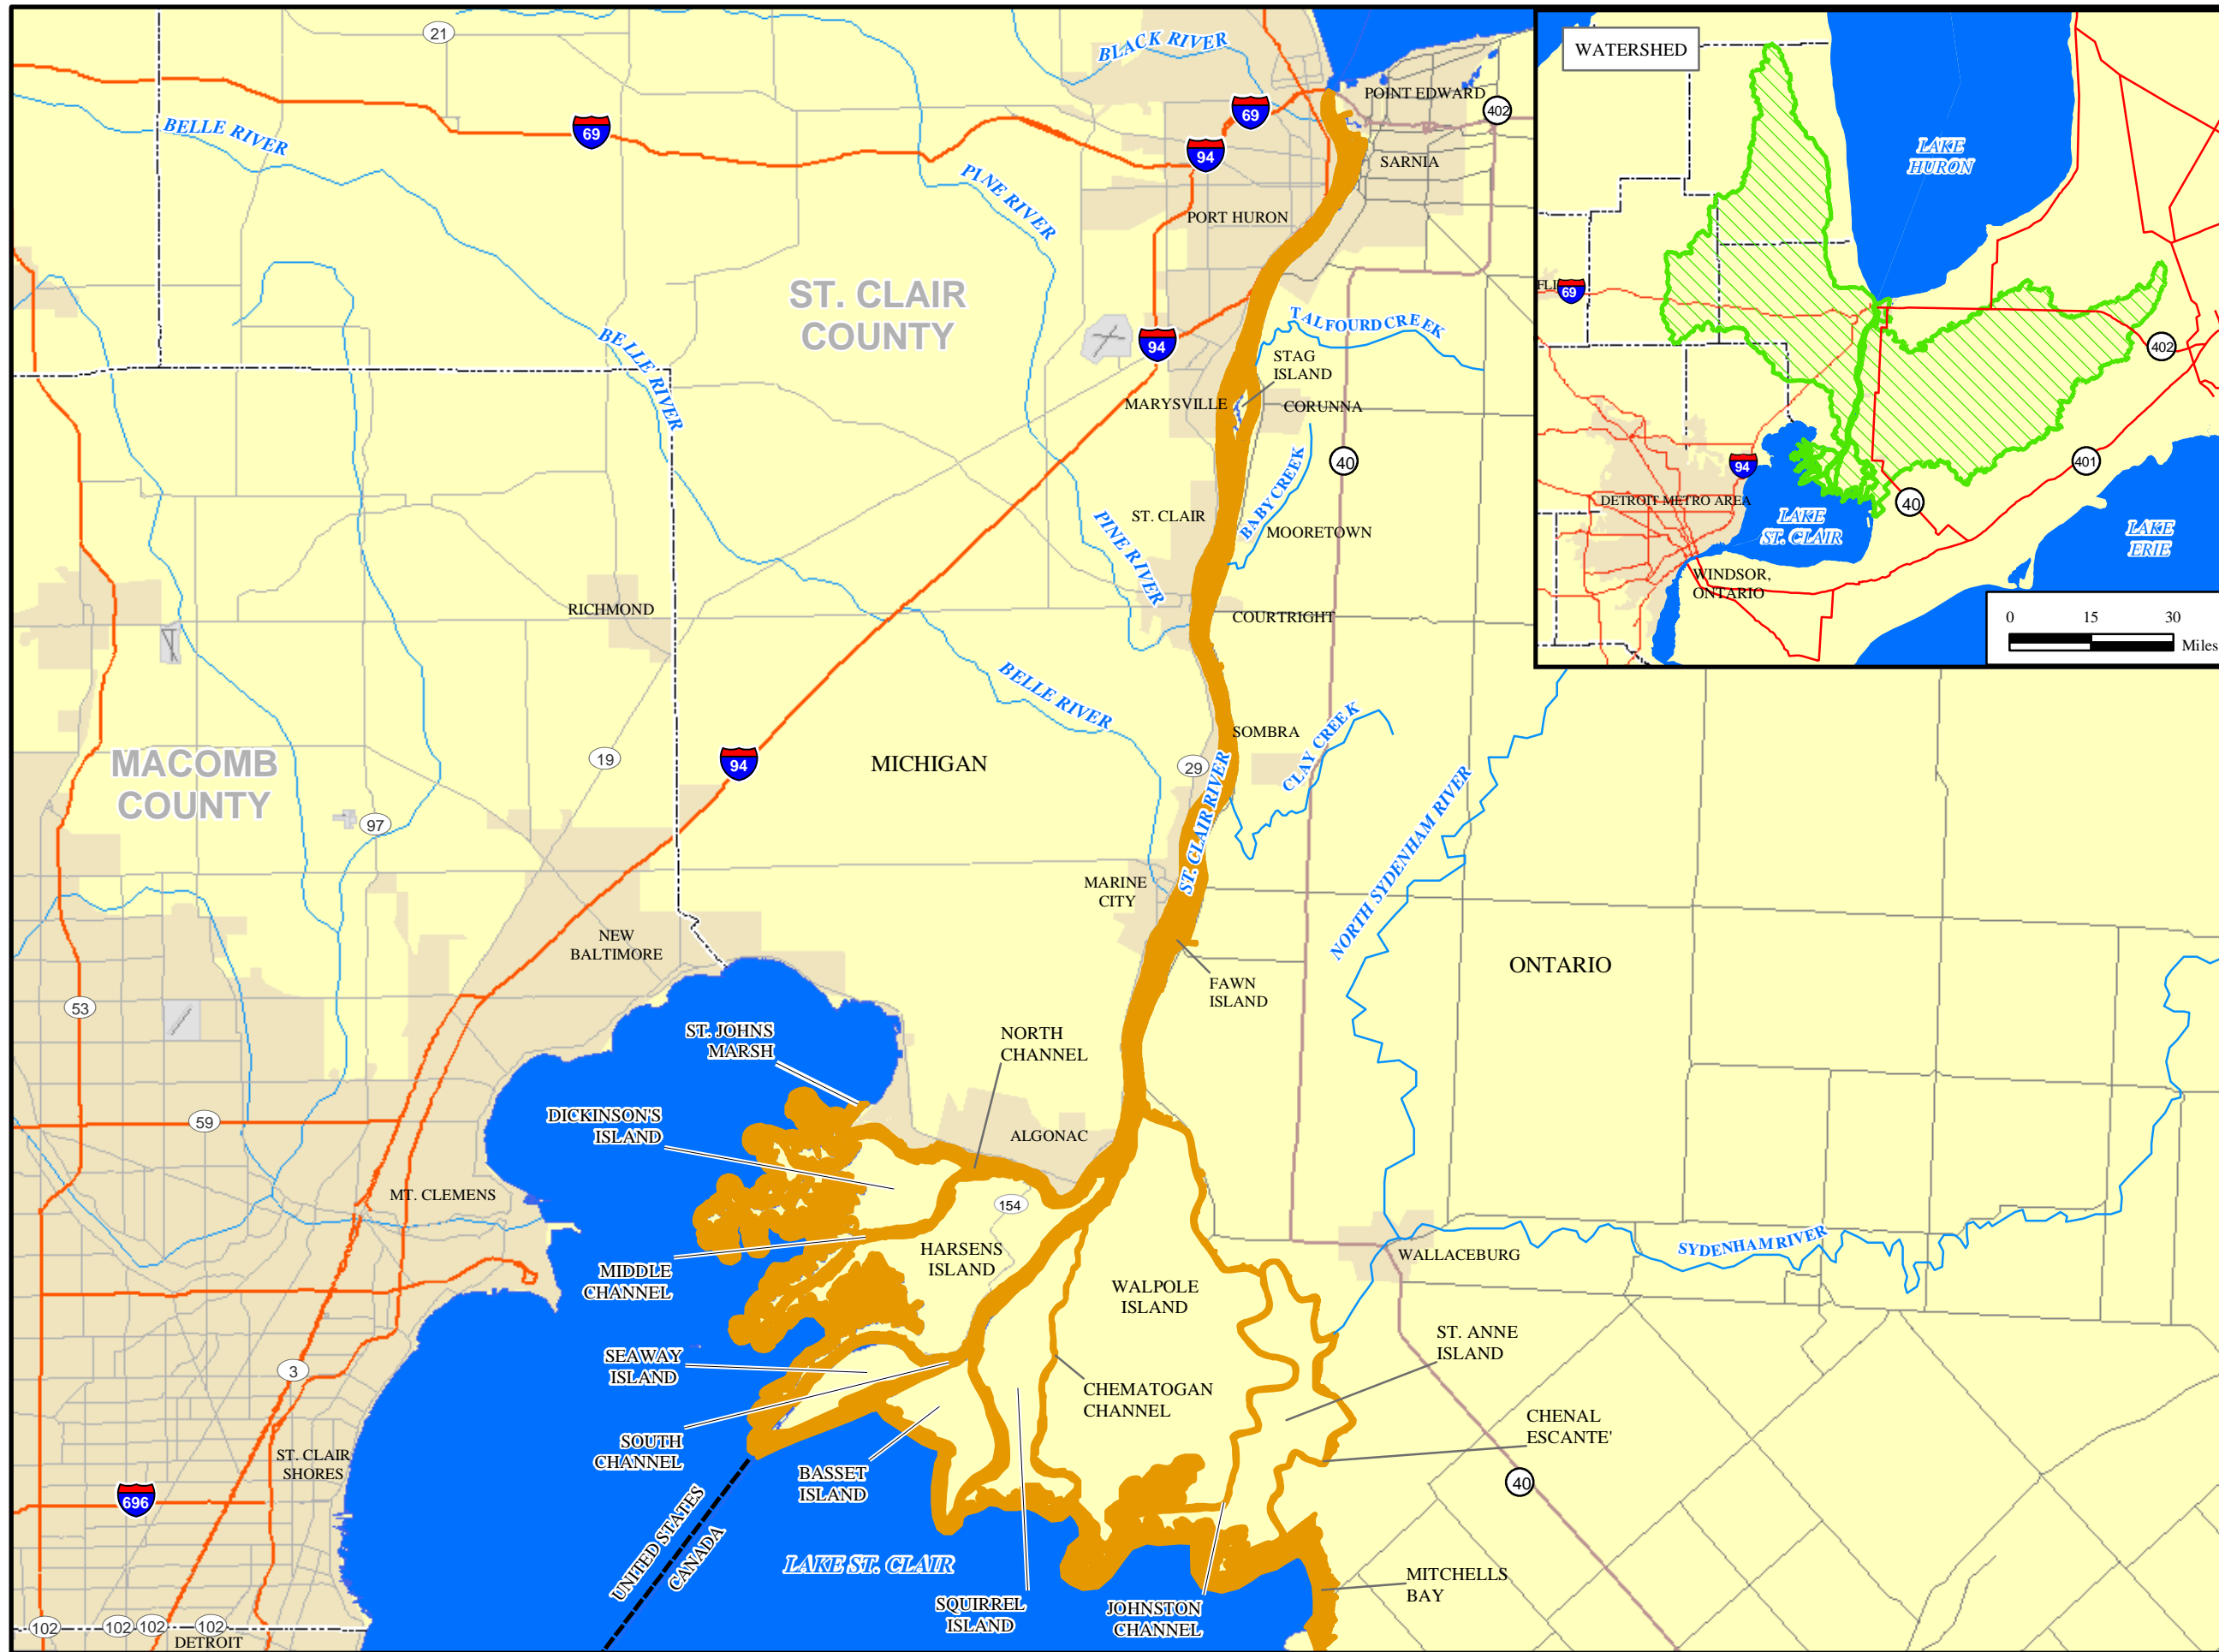 21
BLACK RIVER
POINT EDWARD
402
69
69
94
BELLE RIVER
SARNIA
PINE RIVER
PORT HURON
ST. CLAIR
COUNTY
TALFOURD CREEK
94
STAG
ISLAND
BELLE RIVER
MARYSVILLE
CORUNNA
40
BABY CREEK
ST. CLAIR
MOORETOWN
PINE RIVER
RICHMOND
COURTRIGHT
BELLE RIVER
SOMBRA
CLAY CREEK
MACOMB
COUNTY
19
94
MICHIGAN
29
ST. CLAIR RIVER
NORTH SYDENHAM RIVER
97
MARINE
CITY
NEW
BALTIMORE
ONTARIO
FAWN
ISLAND
53
ST. JOHNS
MARSH
NORTH
CHANNEL
59
DICKINSON'S
ISLAND
ALGONAC
MT. CLEMENS
154
HARSENS
ISLAND
MIDDLE
CHANNEL
WALPOLE
ISLAND
WALLACEBURG
SYDENHAM RIVER
SEAWAY
ISLAND
ST. ANNE
ISLAND
3
CHEMATOGAN
CHANNEL
SOUTH
CHANNEL
CHENAL
ESCANTE'
ST. CLAIR
SHORES
BASSET
ISLAND
40
696
UNITED STATES
CANADA
LAKE ST. CLAIR
SQUIRREL
ISLAND
JOHNSTON
CHANNEL
MITCHELLS
BAY
102
102
102
102
DETROIT
WATERSHED
LAKE
HURON
FLI
69
402
94
401
DETROIT METRO AREA
40
LAKE
ST. CLAIR
LAKE
ERIE
WINDSOR,
ONTARIO
0 15 30
Miles